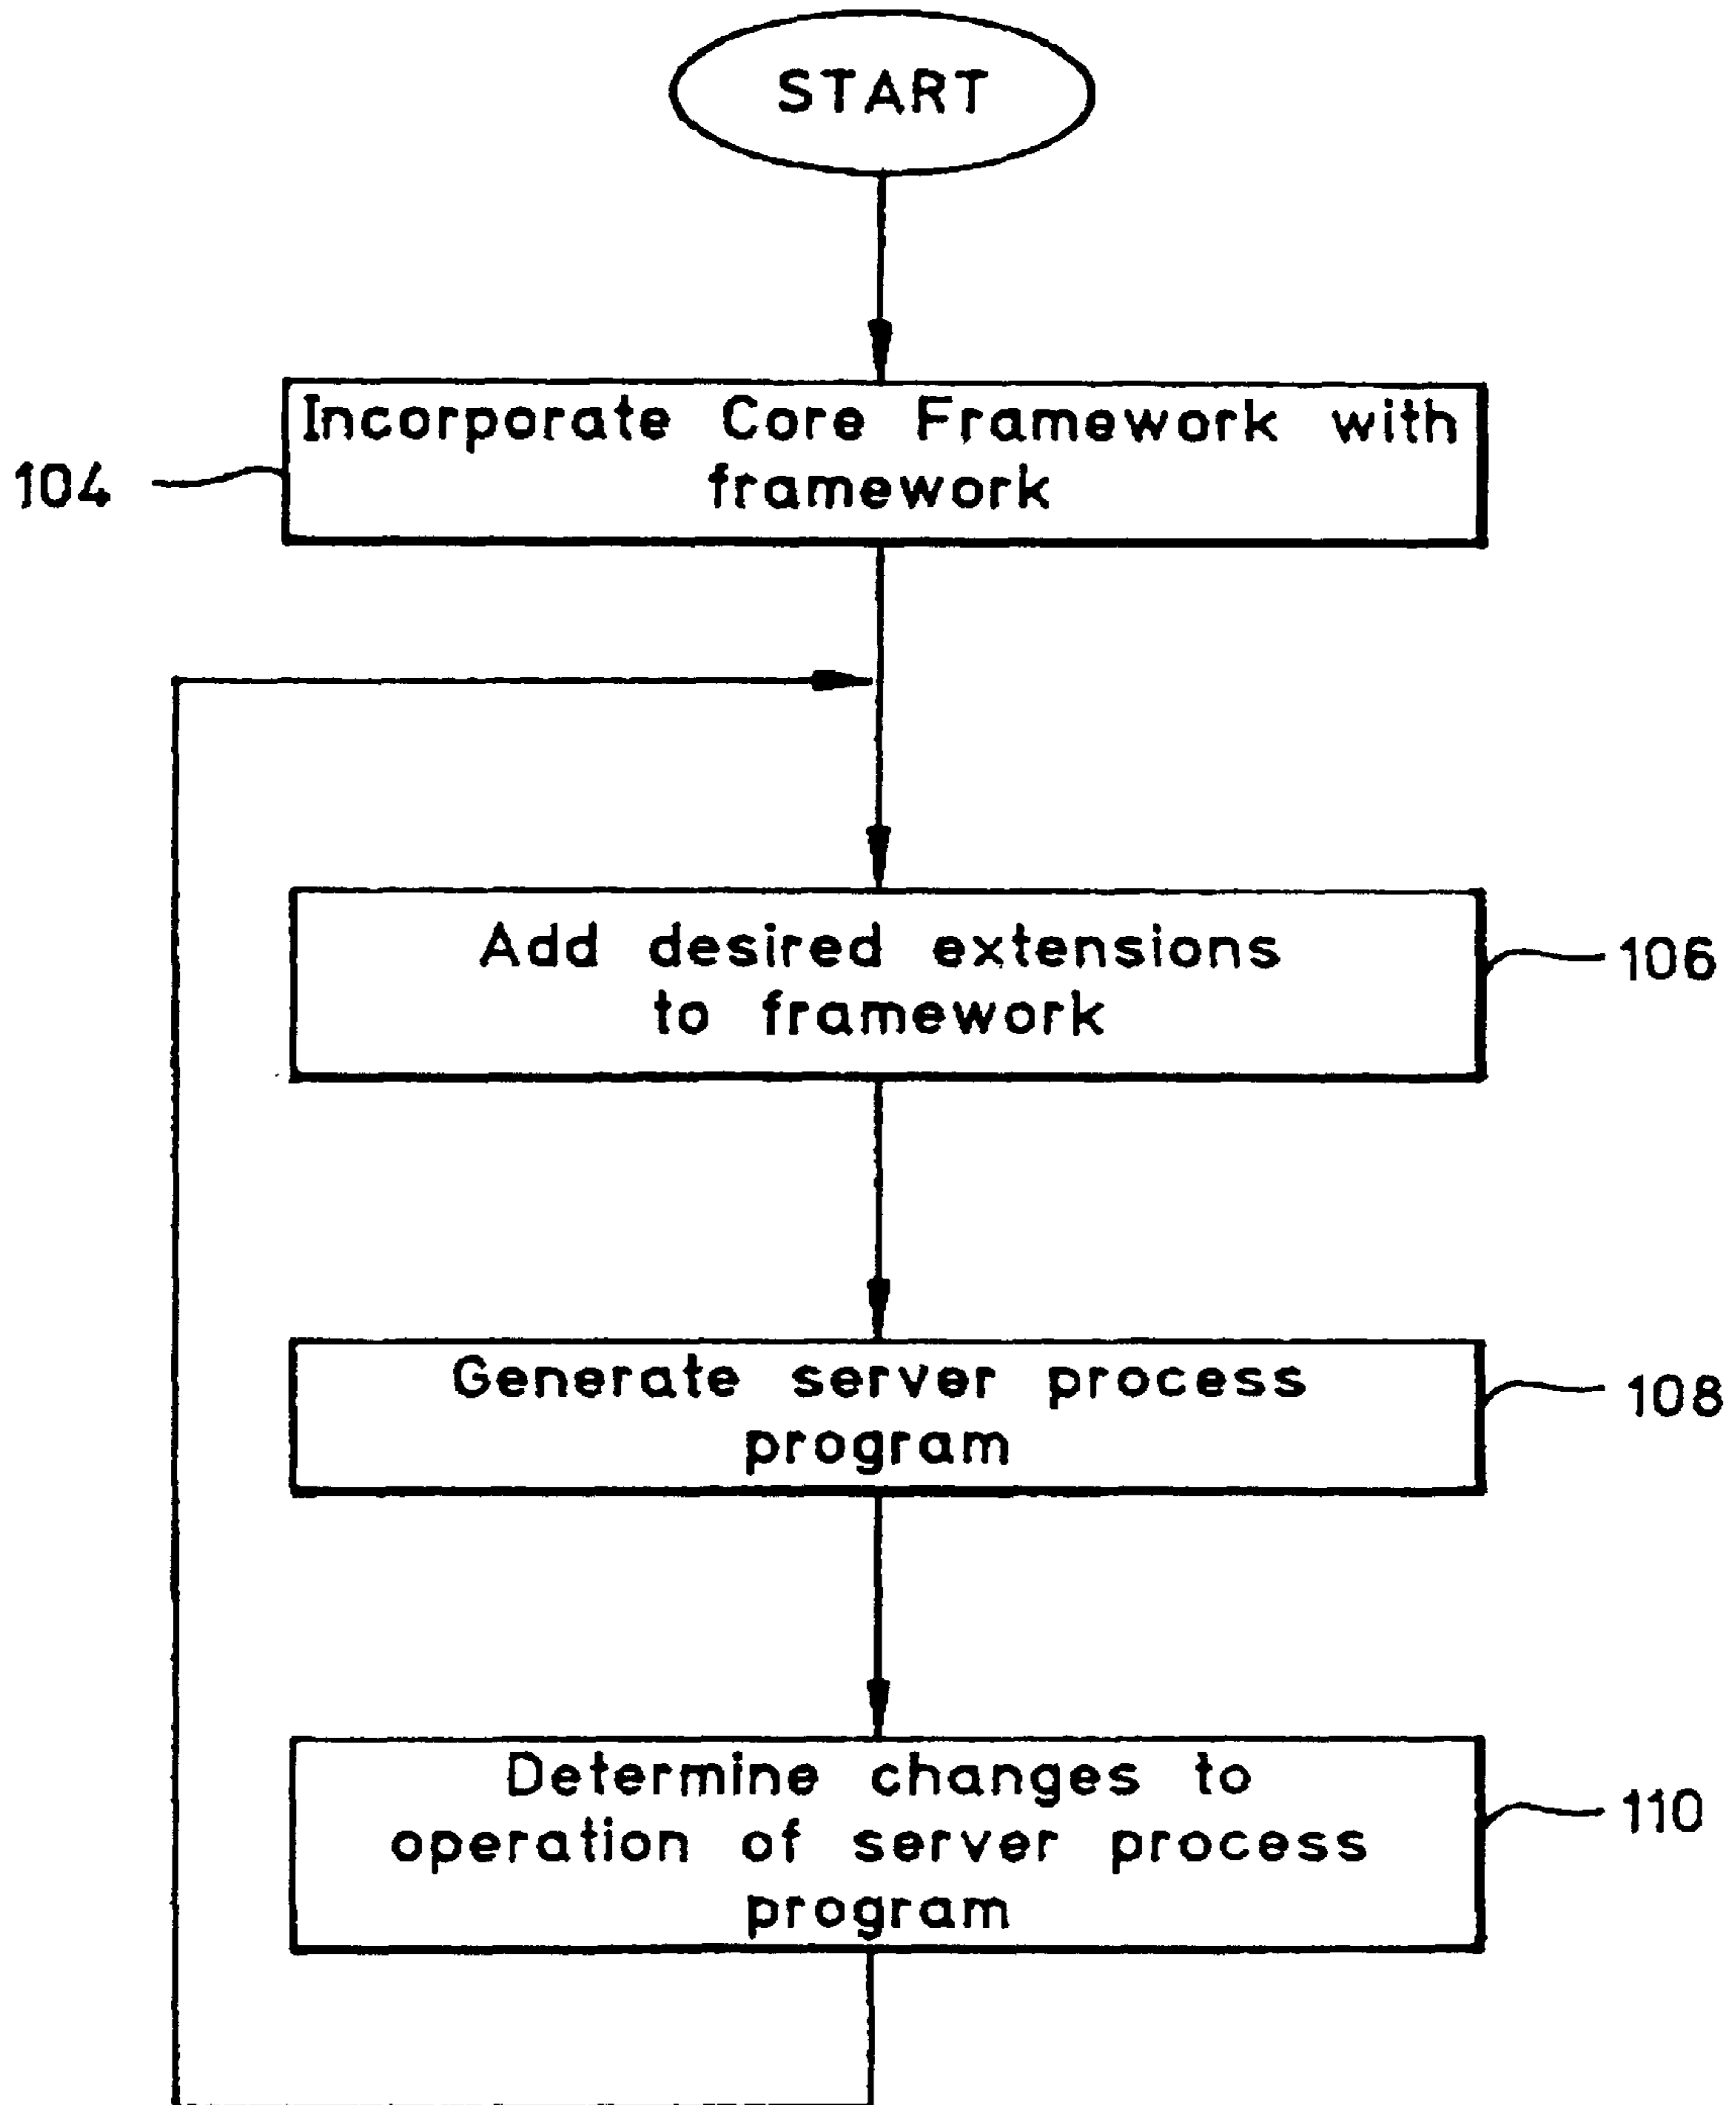 START
Incorporate Core Framework with
framework
104
Add desired extensions
to framework
106
Generate server process
program
108
Determine changes to
operation of server process
program
110